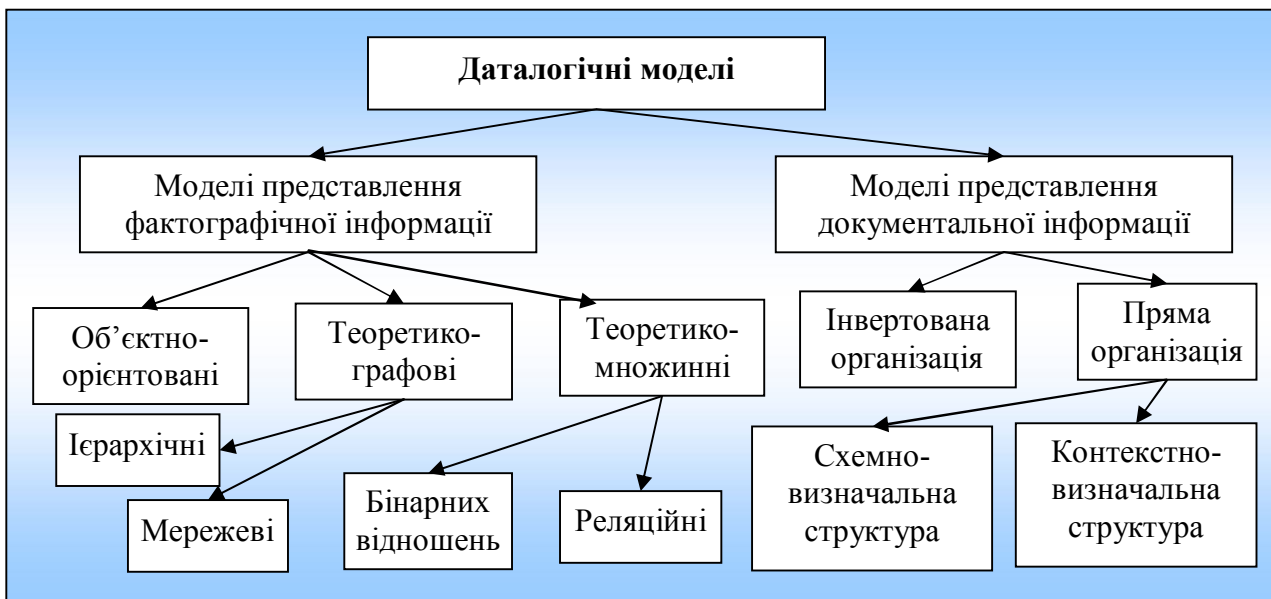 Даталогічні моделі
Моделі представлення
фактографічної інформації
Моделі представлення
документальної інформації
Об’єктно-
орієнтовані
Теоретико-
графові
Теоретико-
множинні
Інвертована
організація
Пряма
організація
Ієрархічні
Мережеві
Бінарних
відношень
Реляційні
Схемно-
визначальна
структура
Контекстно-
визначальна
структура